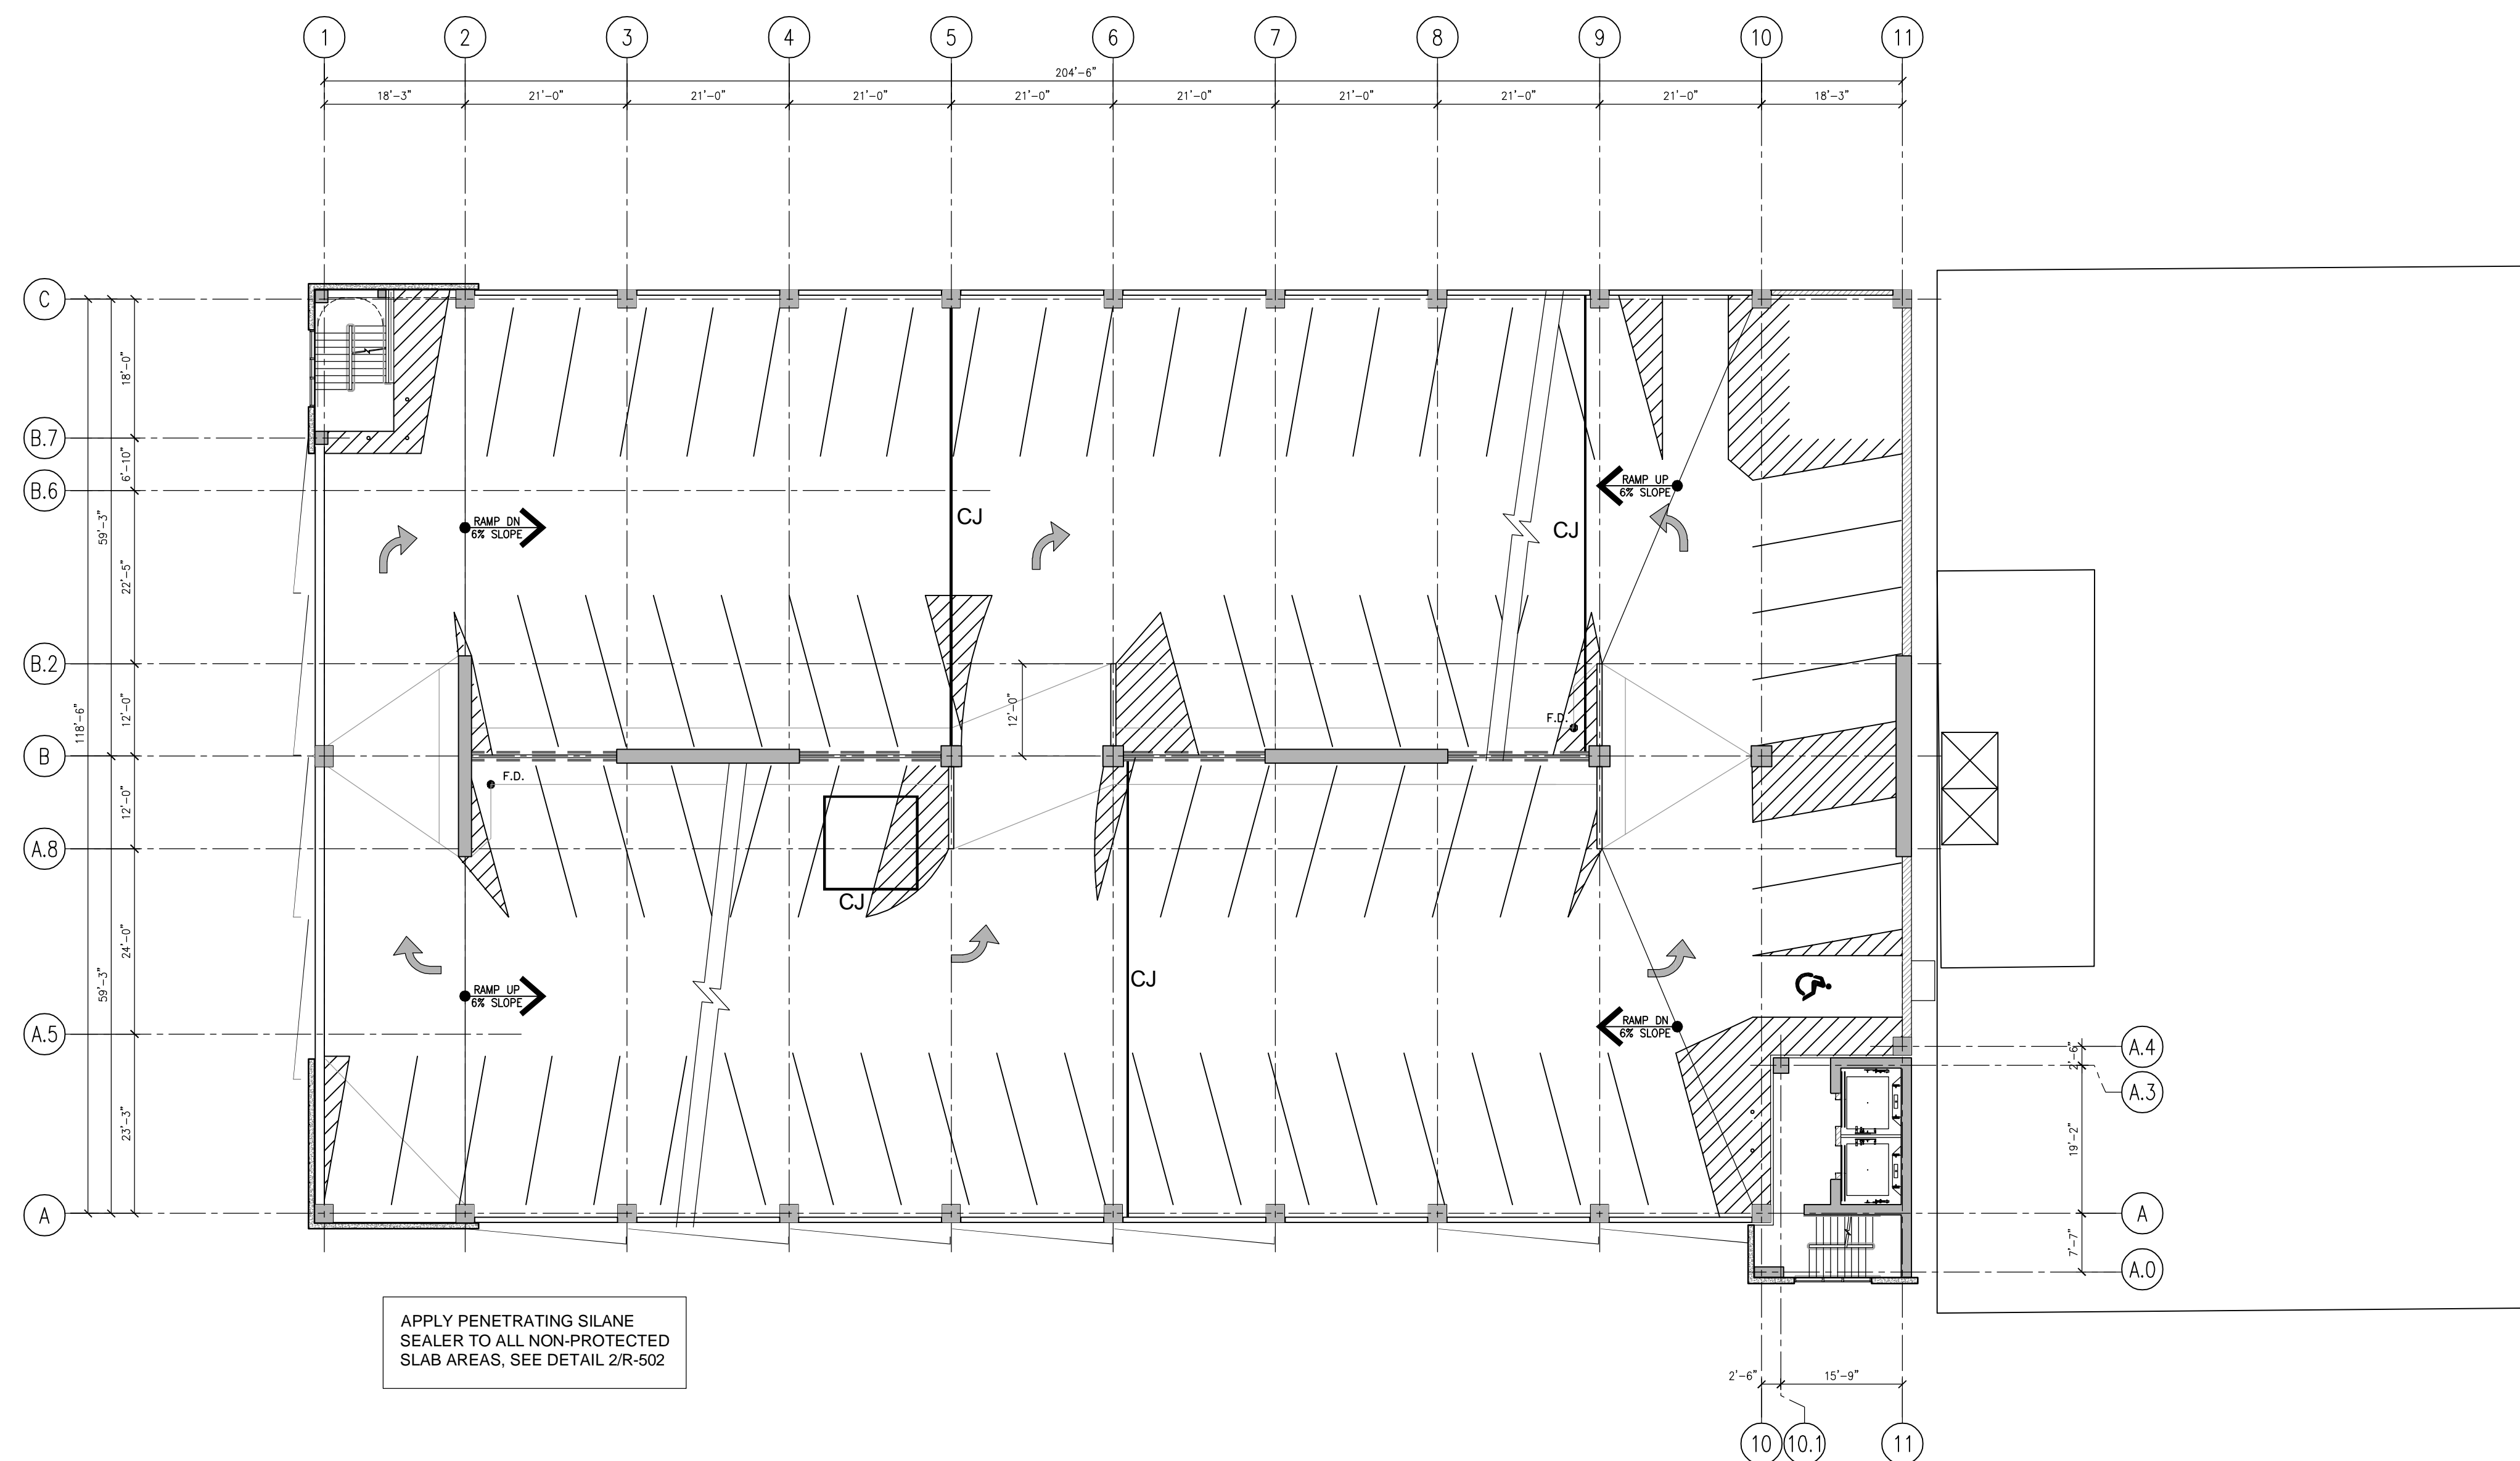 1 2 3 4 5 6 7 8 9 10 11
204'-6"
18'-3" 21'-0" 21'-0" 21'-0" 21'-0" 21'-0" 21'-0" 21'-0" 21'-0" 18'-3"
C
18'-0"
B.7
6'-10"
B.6
59'-3"
22'-5"
B.2
118'-6"
12'-0"
B
12'-0"
A.8
59'-3"
24'-0"
A.5
23'-3"
A
RAMP DN
6% SLOPE
CJ
CJ
RAMP UP
6% SLOPE
12'-0"
F.D.
F.D.
CJ
CJ
RAMP UP
6% SLOPE
RAMP DN
6% SLOPE
A.4
2'-6"
A.3
19'-2"
A
7'-7"
A.0
APPLY PENETRATING SILANE
SEALER TO ALL NON-PROTECTED
SLAB AREAS, SEE DETAIL 2/R-502
2'-6" 15'-9"
10 10.1 11